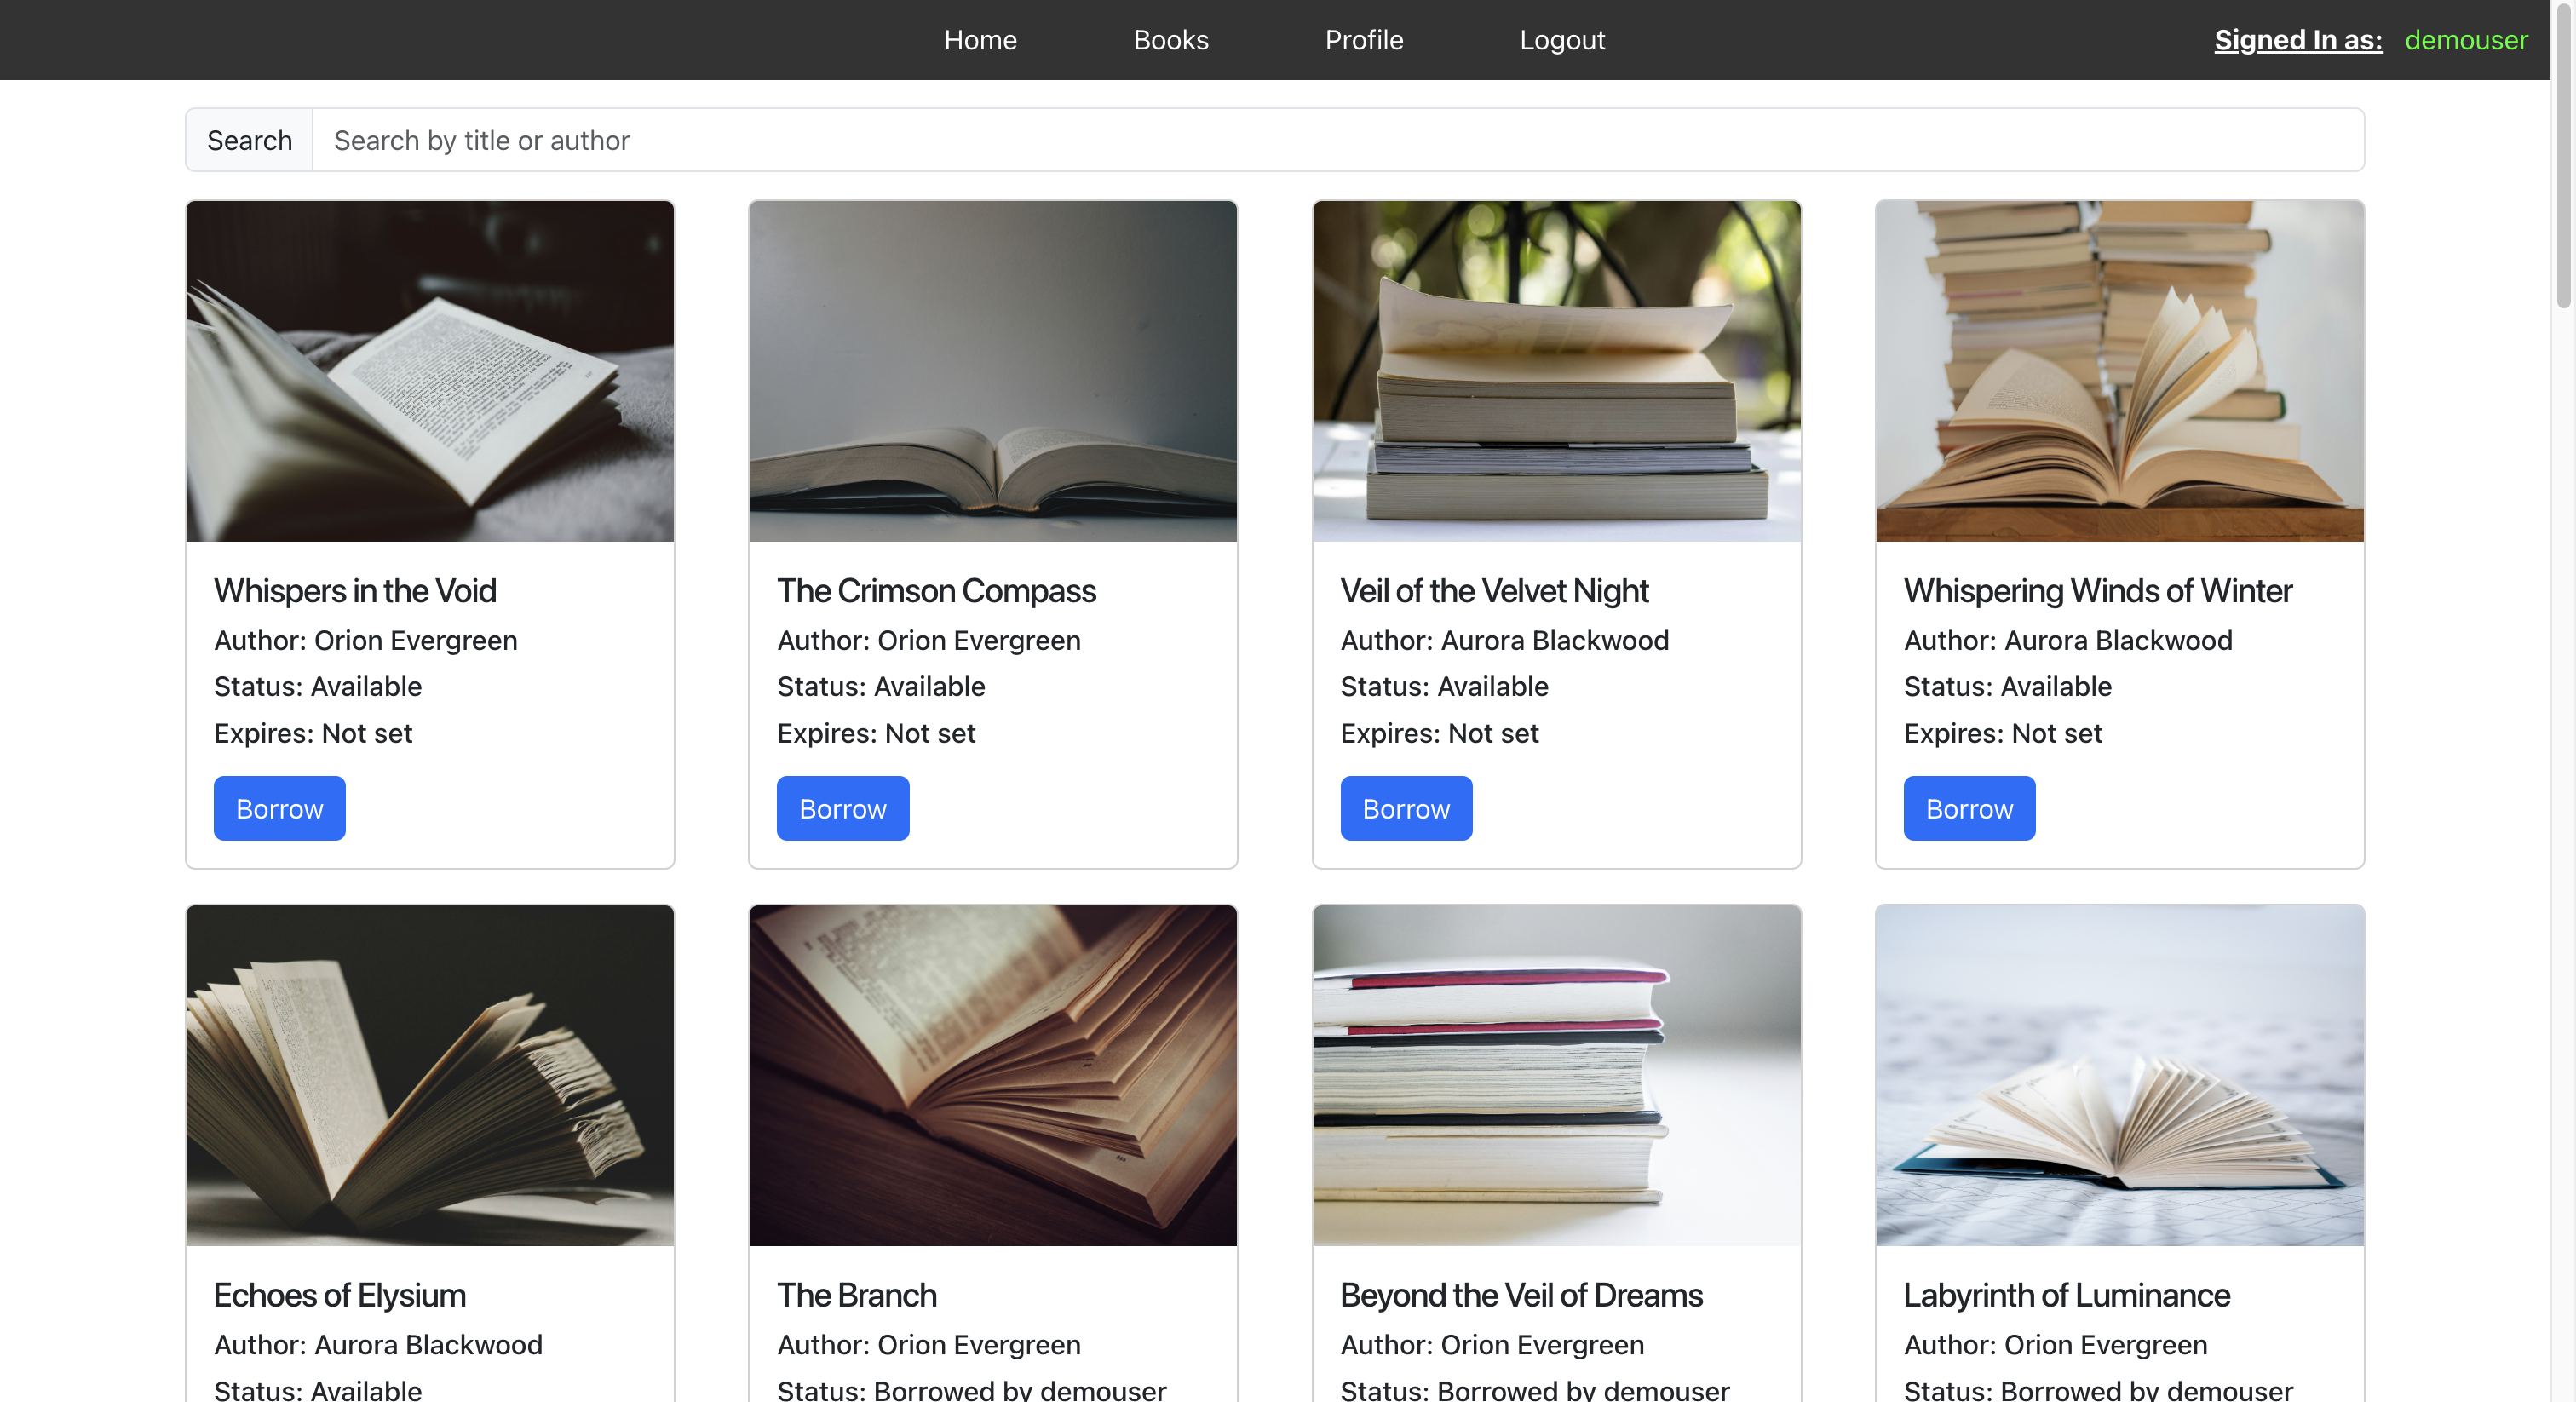 Home Books Profile Logout Signed In as: demouser
Search Search by title or author
Whispers in the Void
Author: Orion Evergreen
Status: Available
Expires: Not set
Borrow
The Crimson Compass
Author: Orion Evergreen
Status: Available
Expires: Not set
Borrow
Veil of the Velvet Night
Author: Aurora Blackwood
Status: Available
Expires: Not set
Borrow
Whispering Winds of Winter
Author: Aurora Blackwood
Status: Available
Expires: Not set
Borrow
Echoes of Elysium
Author: Aurora Blackwood
Status: Available
The Branch
Author: Orion Evergreen
Status: Borrowed by demouser
Beyond the Veil of Dreams
Author: Orion Evergreen
Status: Borrowed by demouser
Labyrinth of Luminance
Author: Orion Evergreen
Status: Borrowed by demouser